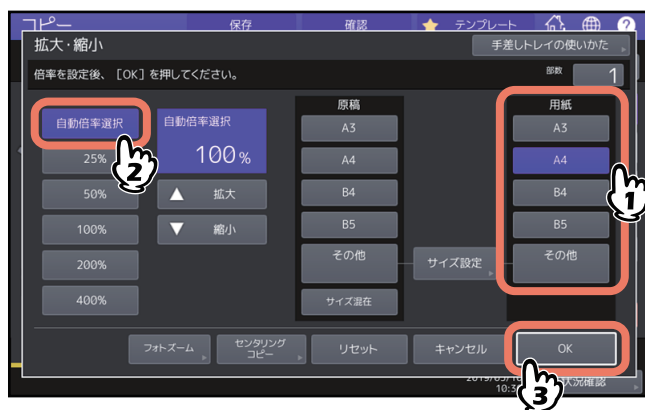 コピー 保存 確認 テンプレート
拡大・縮小 手差しトレイの使いかた
倍率を設定後、[OK]を押してください。 部数 1
原稿 用紙
自動倍率選択 自動倍率選択 A3 A3
25% 100% A4 A4
50% 拡大 B4 B4
100% 縮小 B5 B5
200% その他 サイズ設定 その他
400% サイズ混在
フォトズーム センタリング リセット キャンセル OK
コピー
状況確認
1
2
3